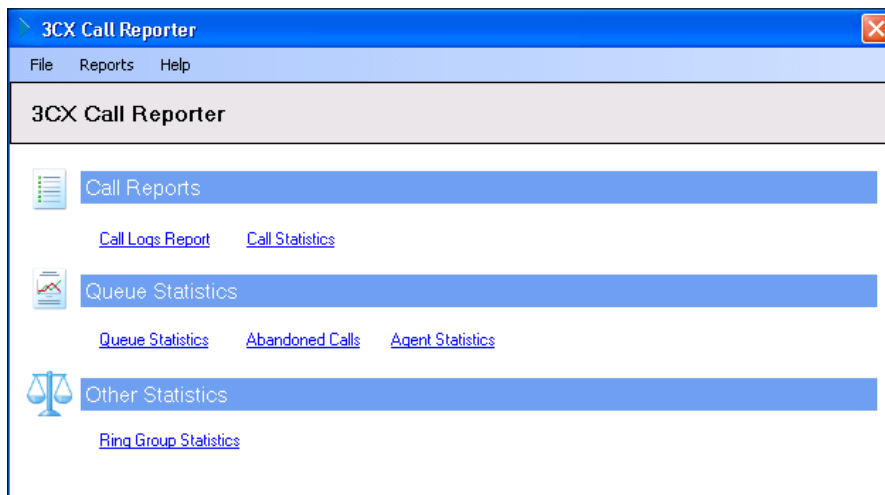 3CX Call Reporter
File Reports Help
3CX Call Reporter
Call Reports
Call Logs Report Call Statistics
Queue Statistics
Queue Statistics Abandoned Calls Agent Statistics
Other Statistics
Ring Group Statistics